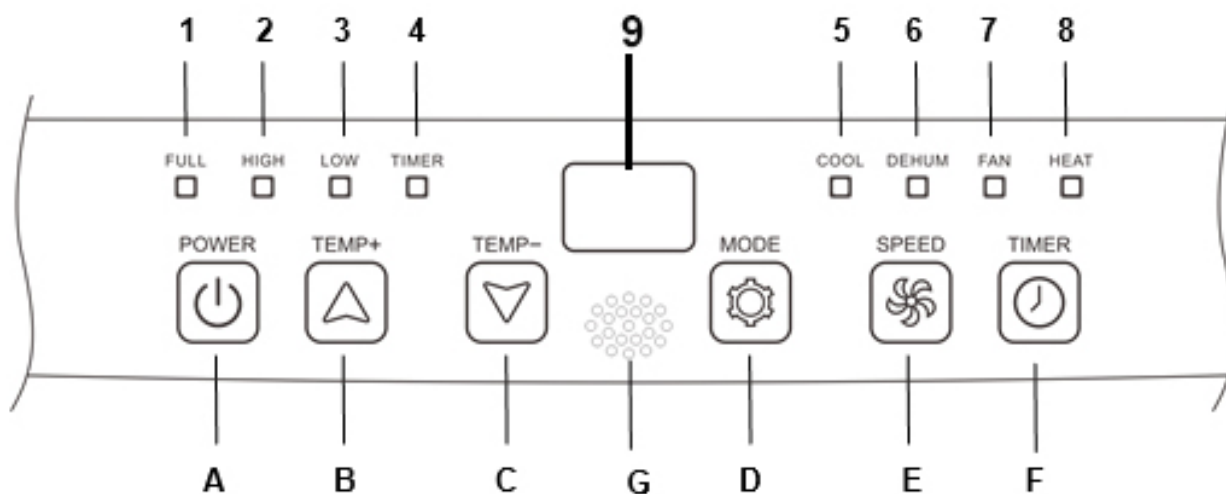 1 2 3 4 9 5 6 7 8
FULL HIGH LOW TIMER COOL DEHUM FAN HEAT
POWER TEMP+ TEMP− MODE SPEED TIMER
A B C G D E F